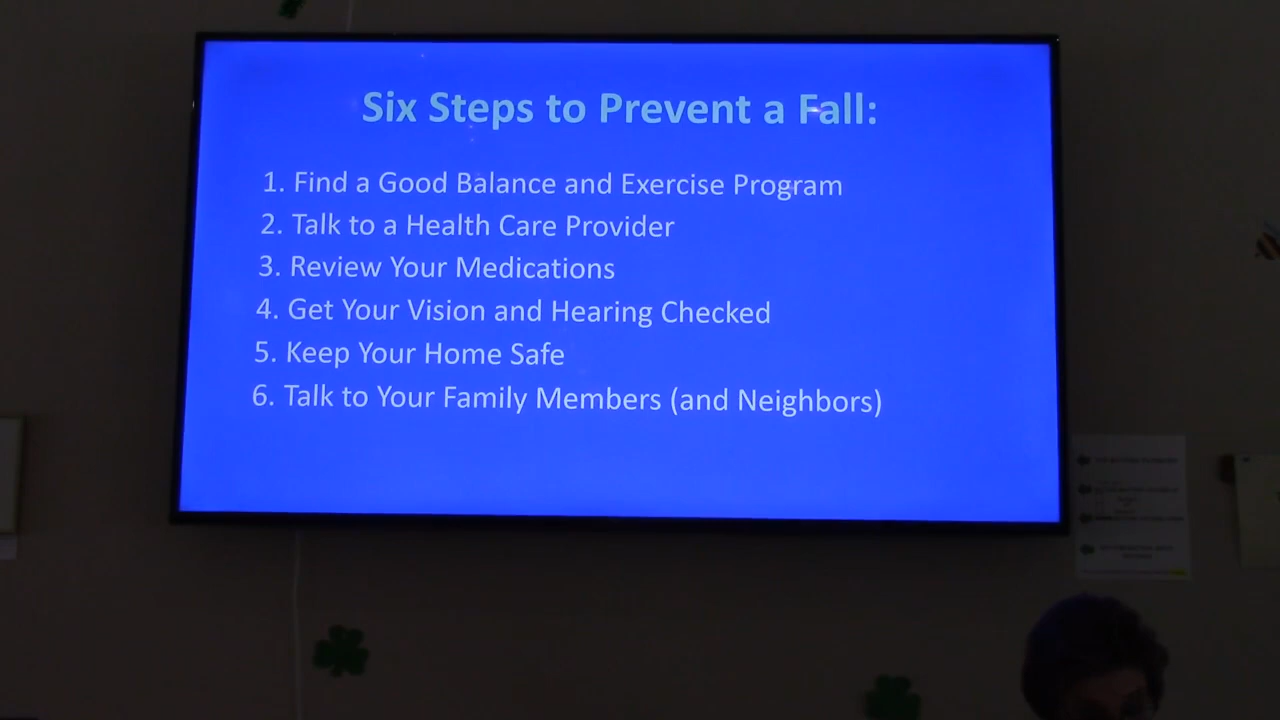 Six Steps to Prevent a Fall:
1. Find a Good Balance and Exercise Program
2. Talk to a Health Care Provider
3. Review Your Medications
4. Get Your Vision and Hearing Checked
5. Keep Your Home Safe
6. Talk to Your Family Members (and Neighbors)